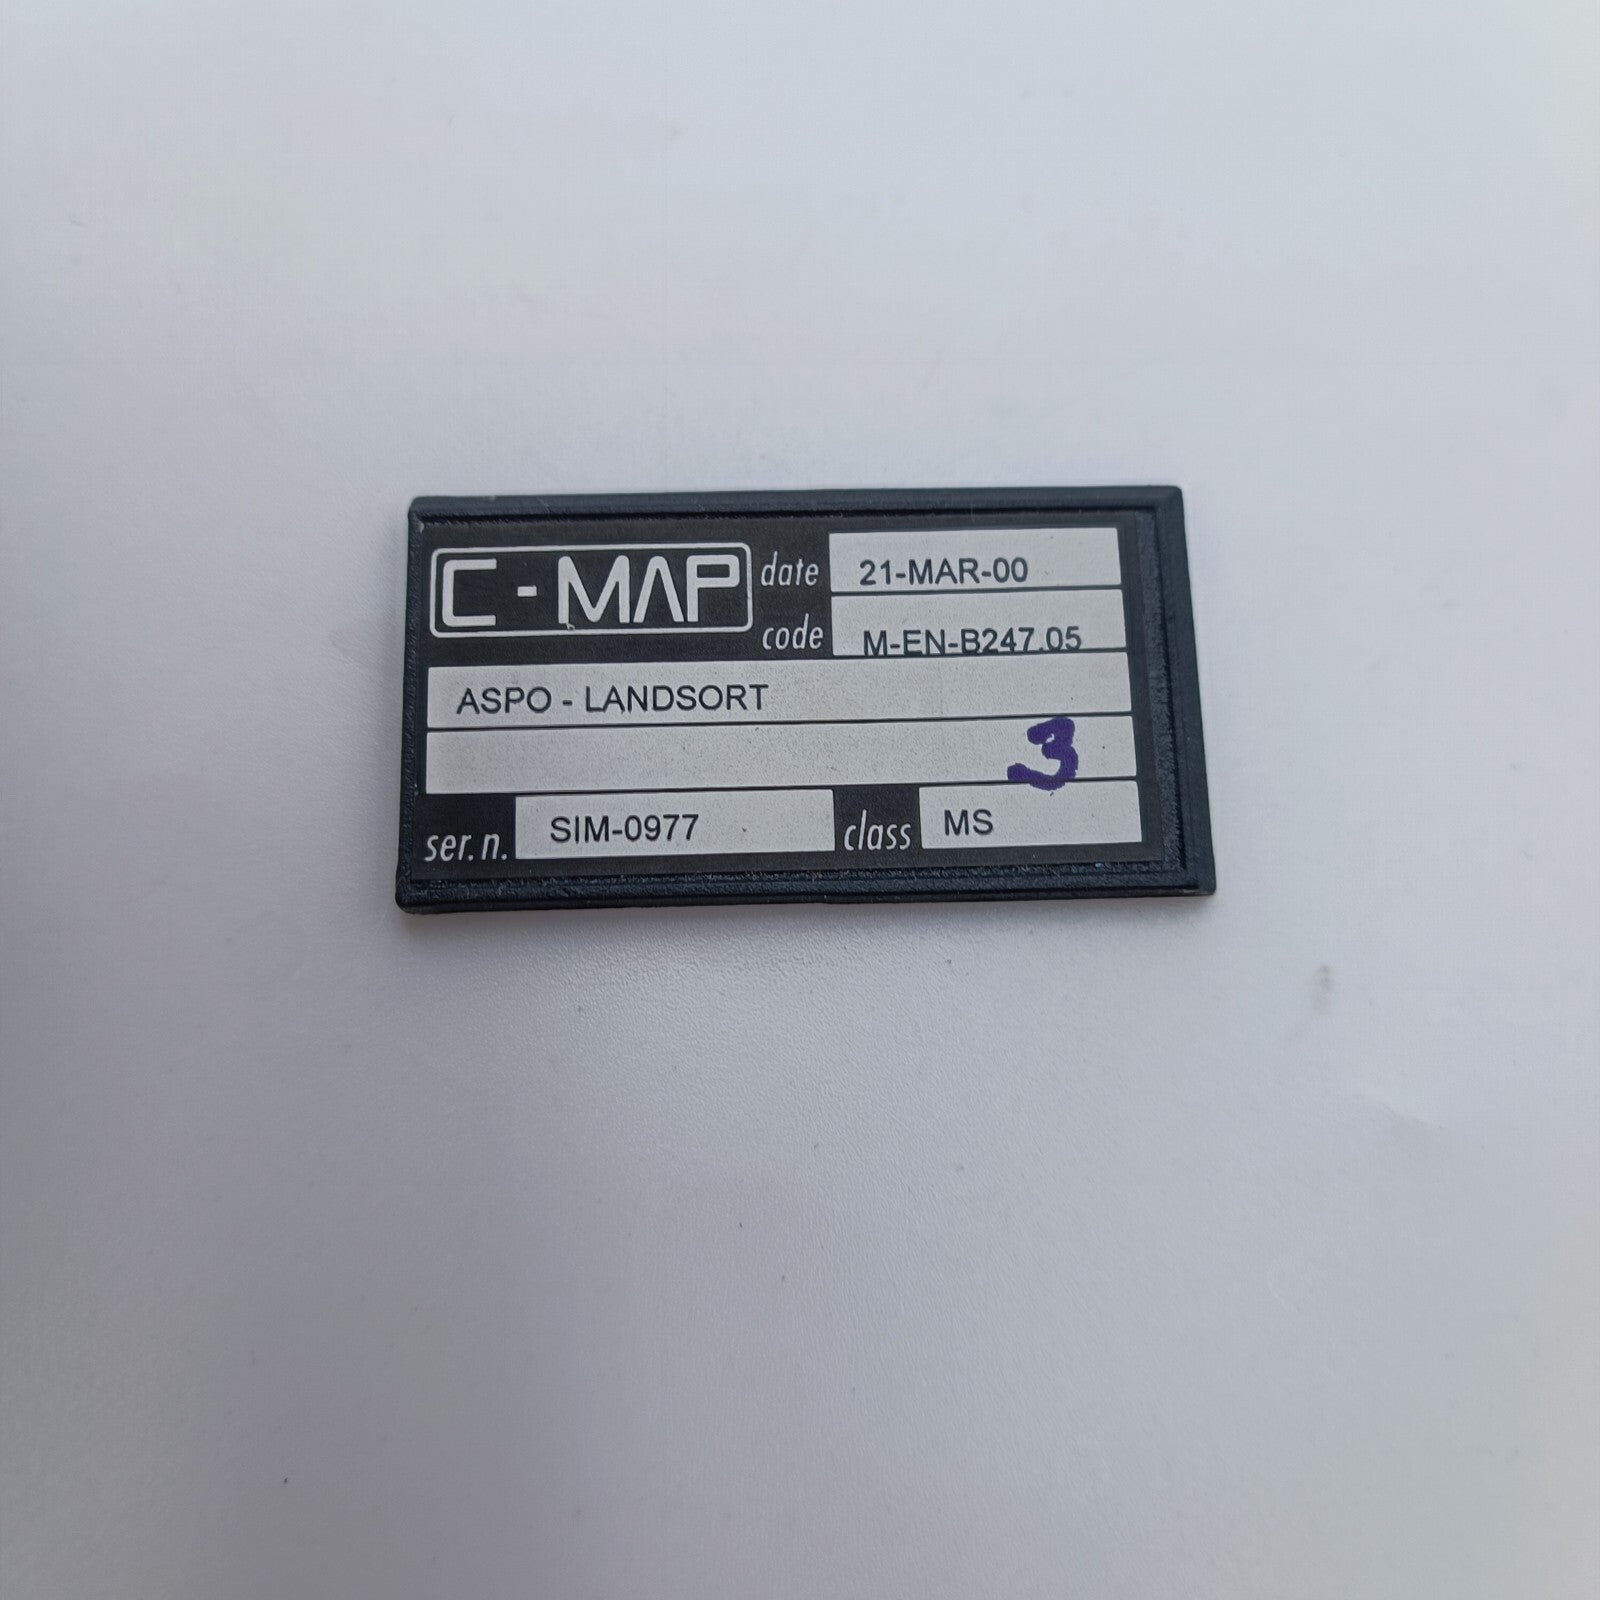 C-MAP date 21-MAR-00
code M-EN-B247.05
ASPO - LANDSORT
3
ser. n. SIM-0977 class MS